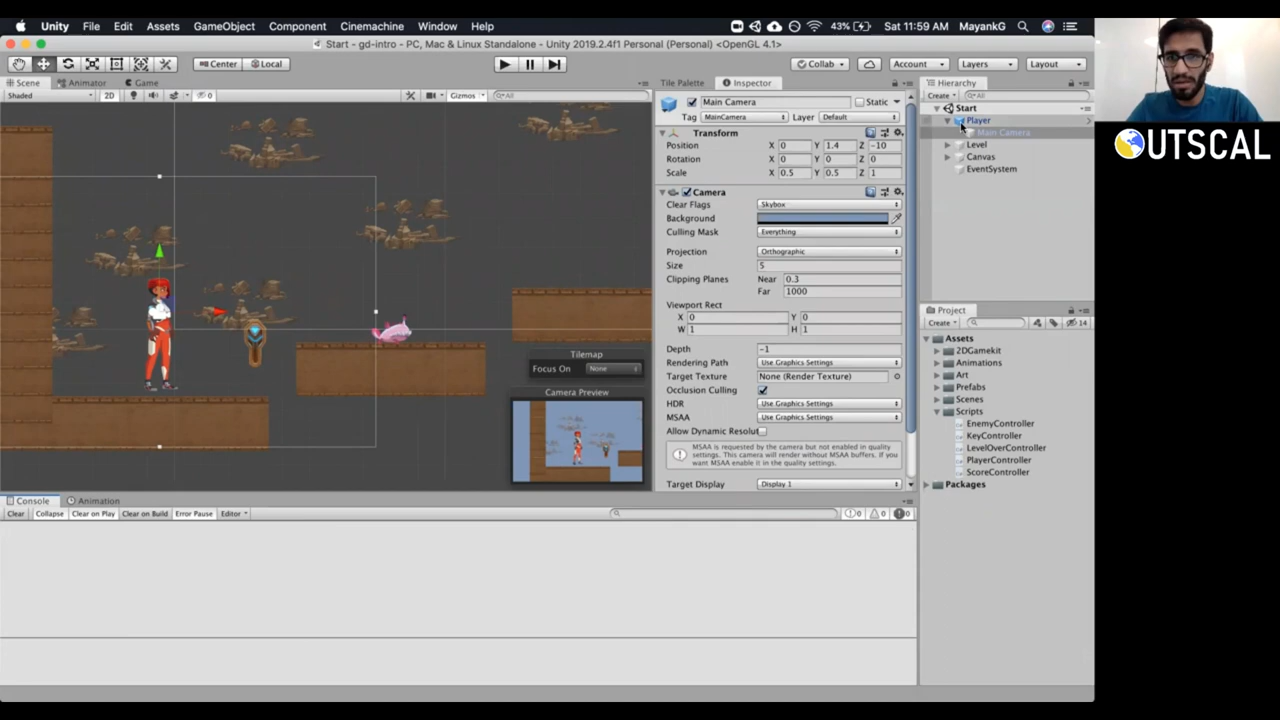 Unity File Edit Assets GameObject Component Cinemachine Window Help 43% Sat 11:59 AM MayankG
Start - gd-intro - PC, Mac & Linux Standalone - Unity 2019.2.4f1 Personal (Personal) <OpenGL 4.1>
Center Local Collab Account Layers Layout
Scene Animator Game Tile Palette Inspector Hierarchy
Shaded 2D 0 Gizmos All Create All
Main Camera Static
Tag MainCamera Layer Default
Start
Player
Main Camera
Level
Canvas
EventSystem
Transform
Position X 0 Y 1.4 Z -10
Rotation X 0 Y 0 Z 0
Scale X 0.5 Y 0.5 Z 1
Camera
Clear Flags Skybox
Background
Culling Mask Everything
Projection Orthographic
Size 5
Clipping Planes Near 0.3
Far 1000
Viewport Rect
X 0 Y 0
W 1 H 1
Depth -1
Rendering Path Use Graphics Settings
Target Texture None (Render Texture)
Occlusion Culling
HDR Use Graphics Settings
MSAA Use Graphics Settings
Allow Dynamic Resolut
MSAA is requested by the camera but not enabled in quality
settings. This camera will render without MSAA buffers. If you
want MSAA enable it in the quality settings.
Target Display Display 1
Tilemap
Focus On None
Camera Preview
Project
Create 14
Assets
2DGamekit
Animations
Art
Prefabs
Scenes
Scripts
EnemyController
KeyController
LevelOverController
PlayerController
ScoreController
Packages
Console Animation
Clear Collapse Clear on Play Clear on Build Error Pause Editor 0 0 0
OUTSCAL